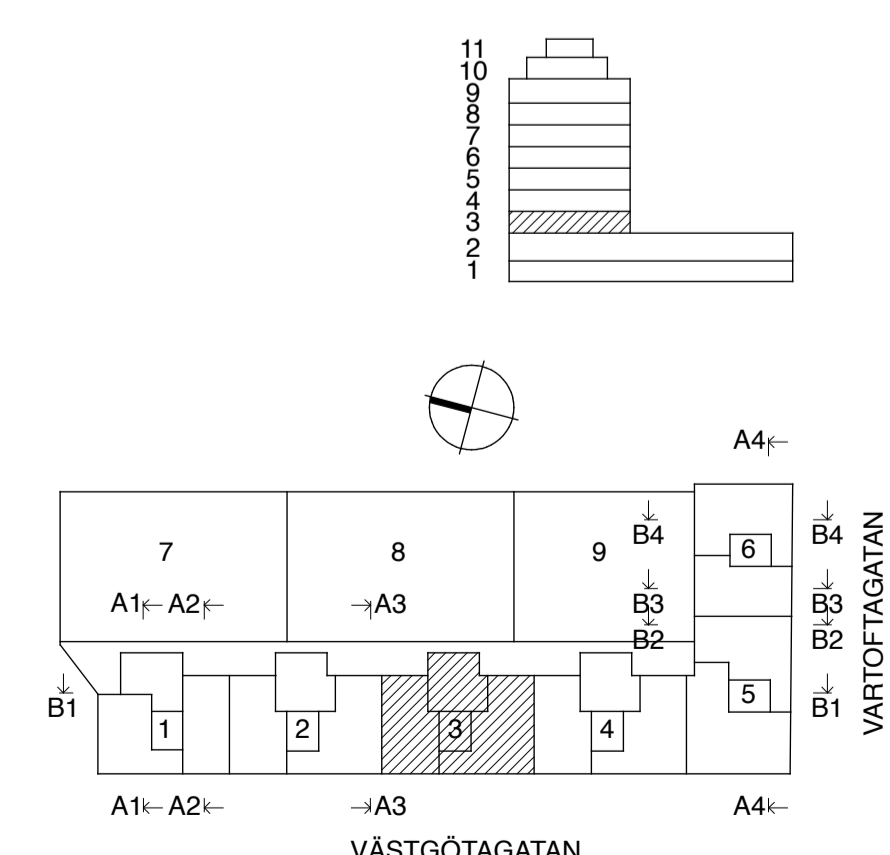 11
10
9
8
7
6
5
4
3
2
1
A4
7
8
9
B4
6
B4
A1 A2
A3
B3
B3
B2
B2
B1
1
2
3
4
5
B1
VARTOFTAGATAN
A1 A2
A3
A4
VÄSTGÖTAGATAN